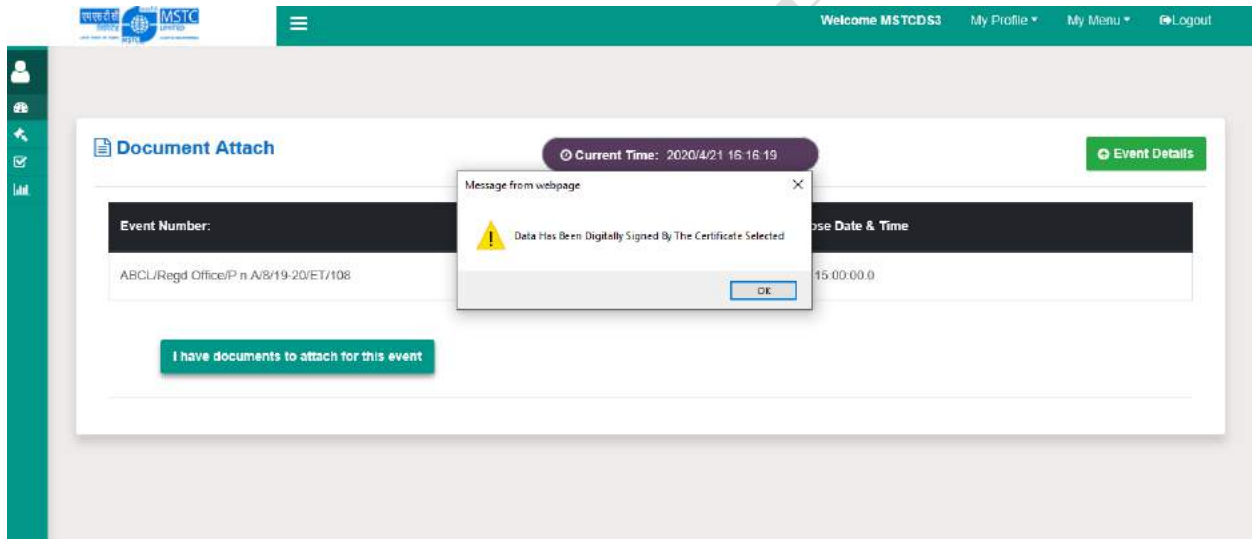 एमएसटीसी MSTC
LIMITED
MSTC
Welcome MSTCDS3 My Profile My Menu Logout
Document Attach
Current Time: 2020/4/21 16:16:19
Event Details
Message from webpage
Data Has Been Digitally Signed By The Certificate Selected
OK
Event Number:
ose Date & Time
ABCL/Regd Office/P n A/8/19-20/ET/108
15:00:00.0
I have documents to attach for this event